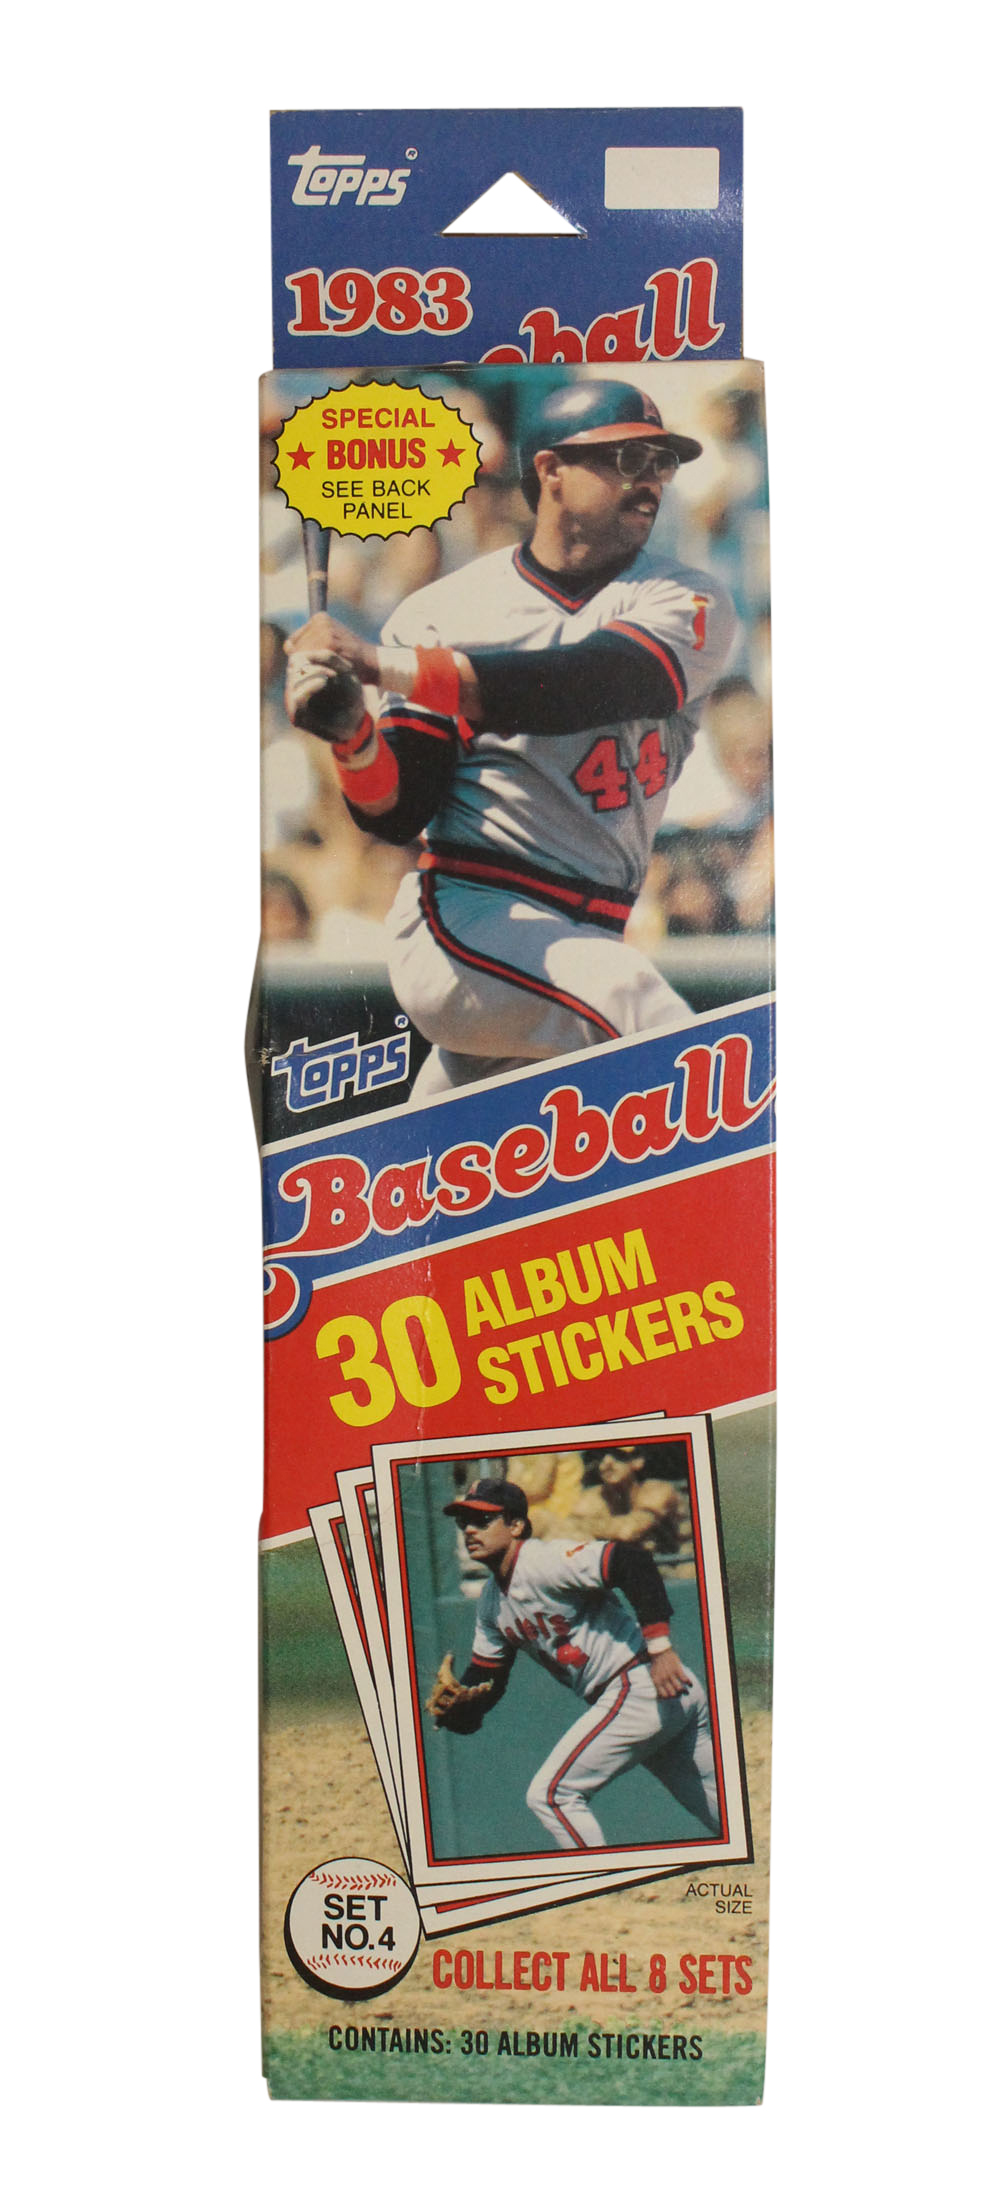 Topps®
1983
Baseball
SPECIAL
BONUS
SEE BACK
PANEL
A
44
Topps®
Baseball
30 ALBUM
STICKERS
SET
NO.4
ACTUAL
SIZE
COLLECT ALL 8 SETS
CONTAINS: 30 ALBUM STICKERS